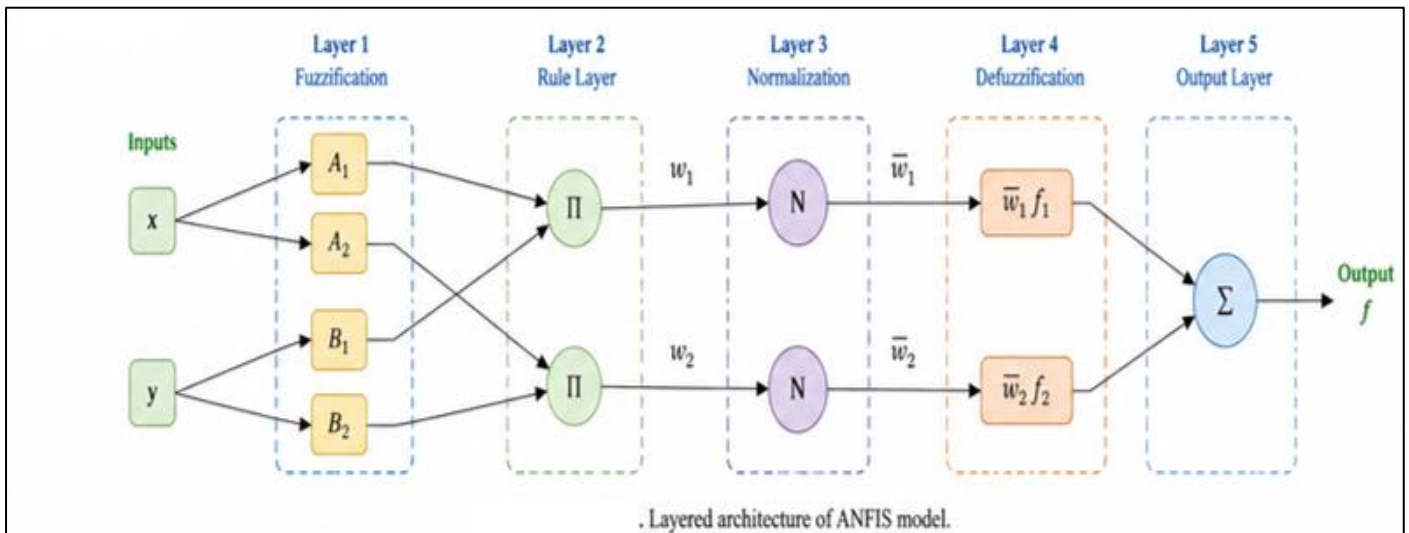 Layer 1 Layer 2 Layer 3 Layer 4 Layer 5
Fuzzification Rule Layer Normalization Defuzzification Output Layer
Inputs
x
y
A₁
A₂
B₁
B₂
Π
Π
w₁
w₂
N
N
w̅₁
w̅₂
w̅₁ f₁
w̅₂ f₂
Σ
Output
f
. Layered architecture of ANFIS model.